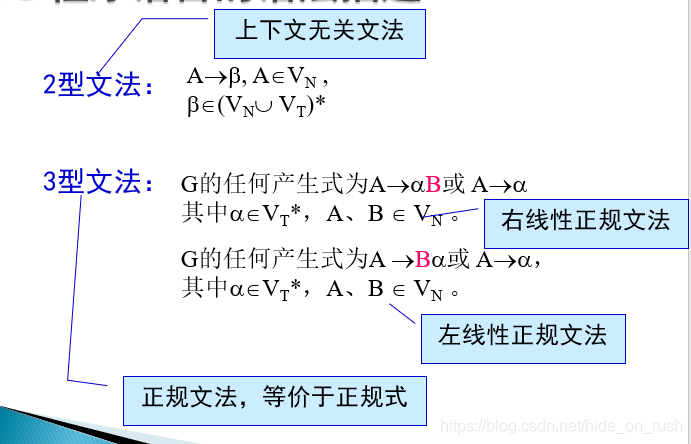 上下文无关文法
2型文法：
A→β, A∈VN ,
β∈(VN∪ VT)*
3型文法：
G的任何产生式为A→αB或 A→α
其中α∈VT*，A、B ∈ VN 。
右线性正规文法
G的任何产生式为A →Bα或 A→α，
其中α∈VT*，A、B ∈ VN 。
左线性正规文法
正规文法，等价于正规式
https://blog.csdn.net/hide_on_rush